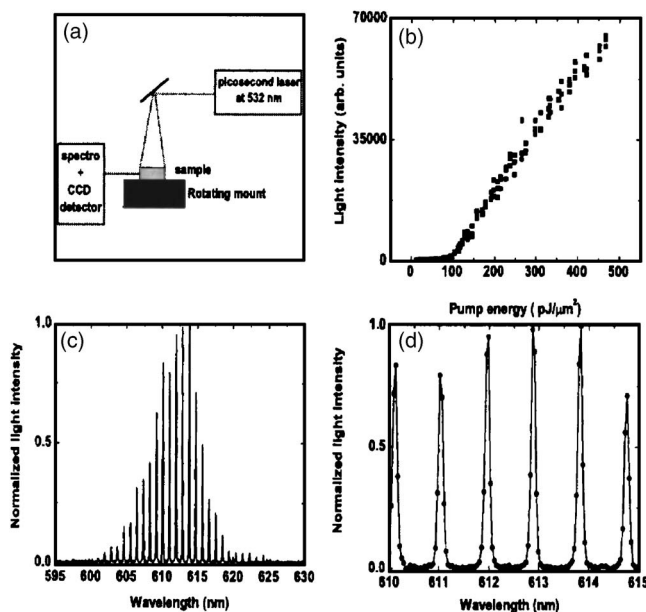 (a)
picosecond laser
at 532 nm
spectro
+
CCD
detector
sample
Rotating mount
(b)
Light Intensity (arb. units)
70000
35000
0
0 100 200 300 400 500
Pump energy ( pJ/μm²)
(c)
Normalized light intensity
1.0
0.5
0.0
595 600 605 610 615 620 625 630
Wavelength (nm)
(d)
Normalized light intensity
1.0
0.5
0.0
610 611 612 613 614 615
Wavelength (nm)